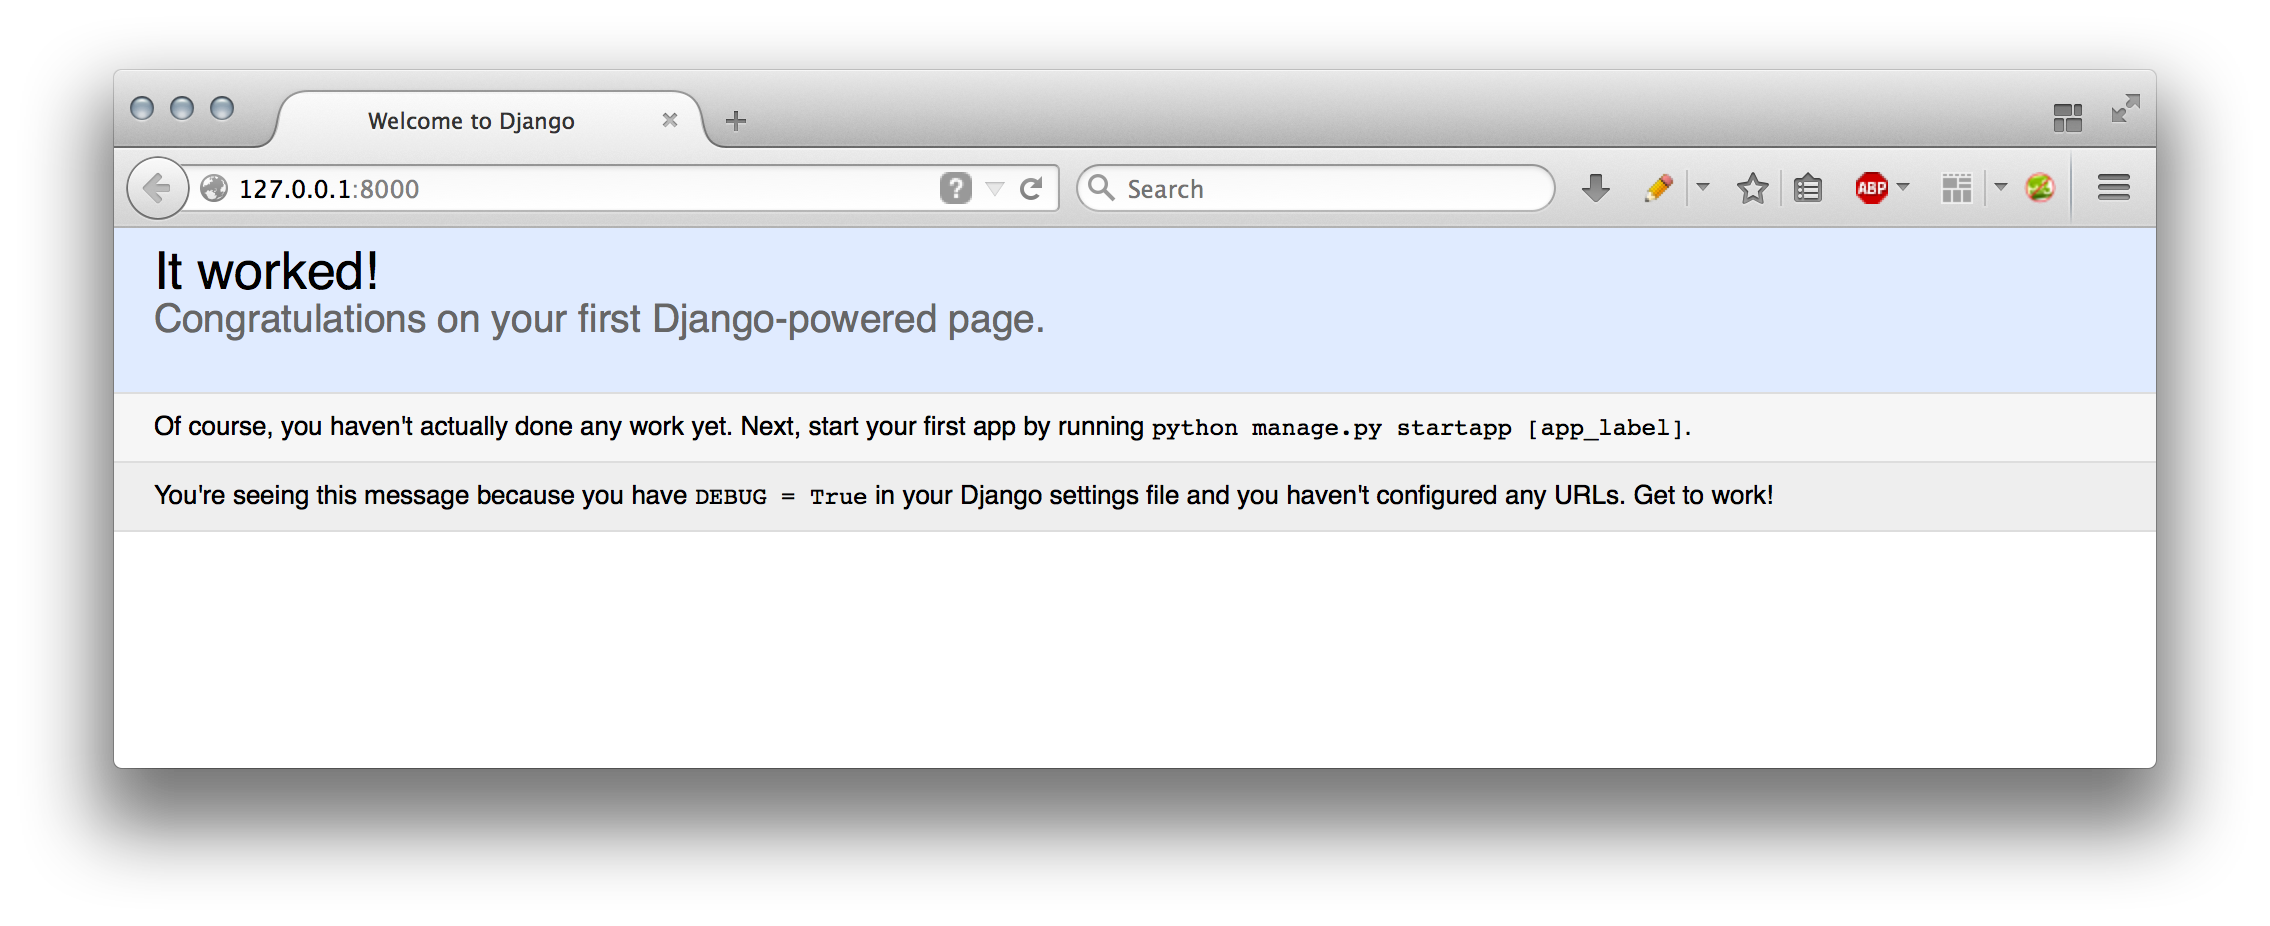 Welcome to Django
127.0.0.1:8000
?
Search
ABP
It worked!
Congratulations on your first Django-powered page.
Of course, you haven't actually done any work yet. Next, start your first app by running python manage.py startapp [app_label].
You're seeing this message because you have DEBUG = True in your Django settings file and you haven't configured any URLs. Get to work!